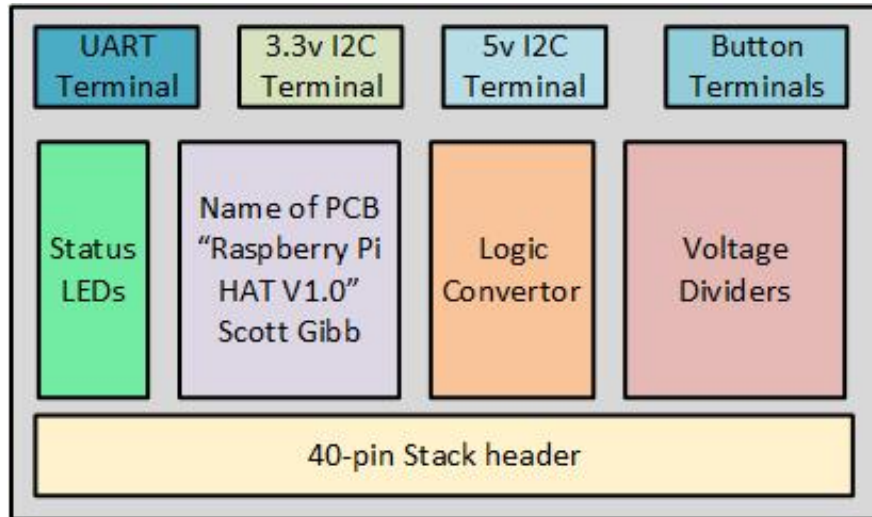 UART
Terminal
3.3v I2C
Terminal
5v I2C
Terminal
Button
Terminals
Status
LEDs
Name of PCB
“Raspberry Pi
HAT V1.0”
Scott Gibb
Logic
Convertor
Voltage
Dividers
40-pin Stack header